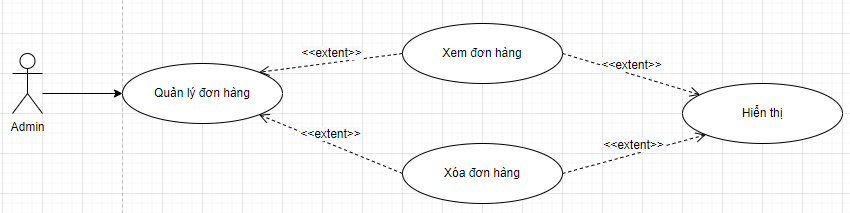 Admin
Quản lý đơn hàng
<<extent>>
<<extent>>
Xem đơn hàng
Xóa đơn hàng
<<extent>>
<<extent>>
Hiển thị